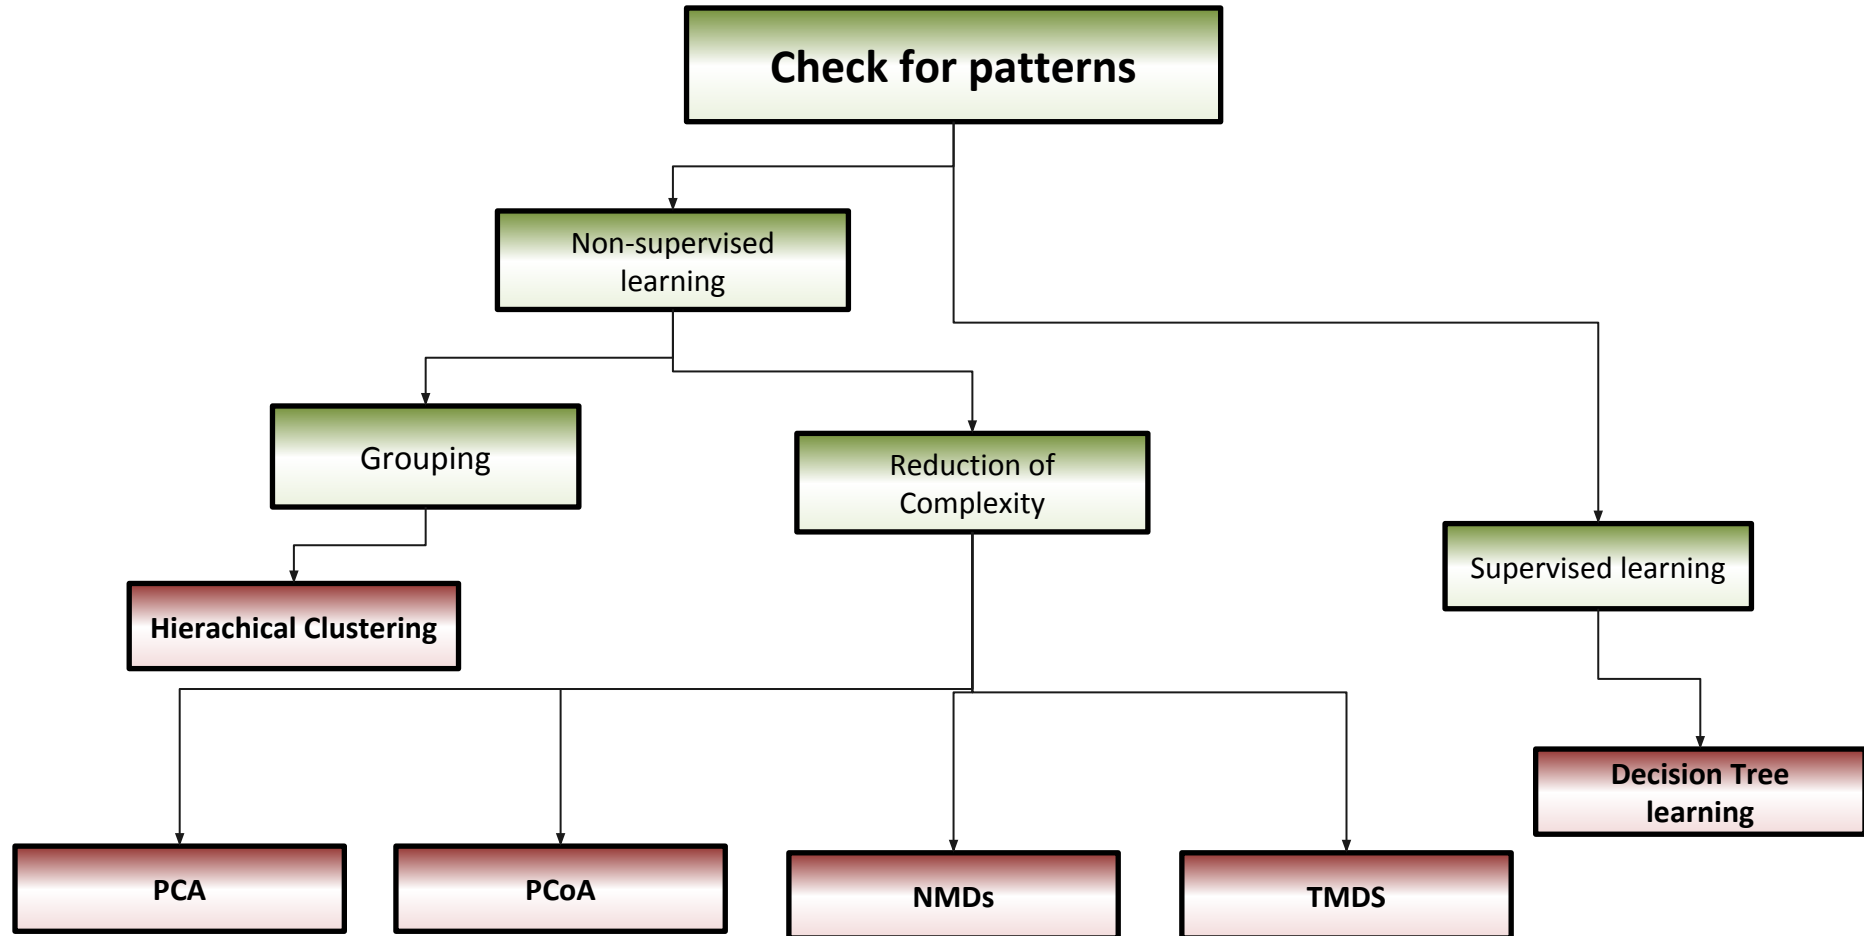 Check for patterns
Non-supervised
learning
Grouping
Reduction of
Complexity
Supervised learning
Hierachical Clustering
Decision Tree
learning
PCA
PCoA
NMDs
TMDS